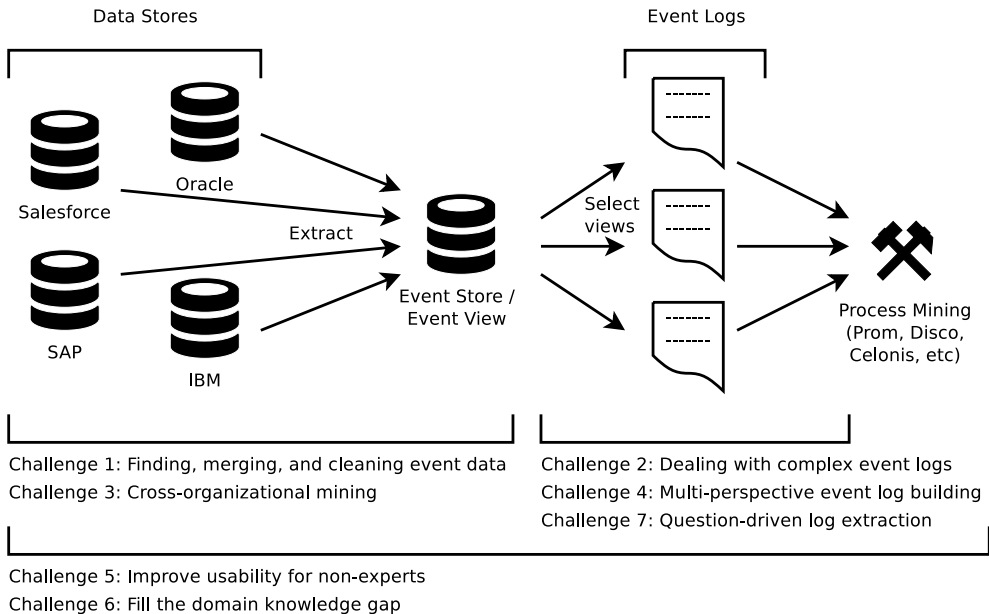 Data Stores
Event Logs
Oracle
Salesforce
Extract
Select
views
Event Store /
Event View
SAP
IBM
Process Mining
(Prom, Disco,
Celonis, etc)
Challenge 1: Finding, merging, and cleaning event data
Challenge 3: Cross-organizational mining
Challenge 2: Dealing with complex event logs
Challenge 4: Multi-perspective event log building
Challenge 7: Question-driven log extraction
Challenge 5: Improve usability for non-experts
Challenge 6: Fill the domain knowledge gap